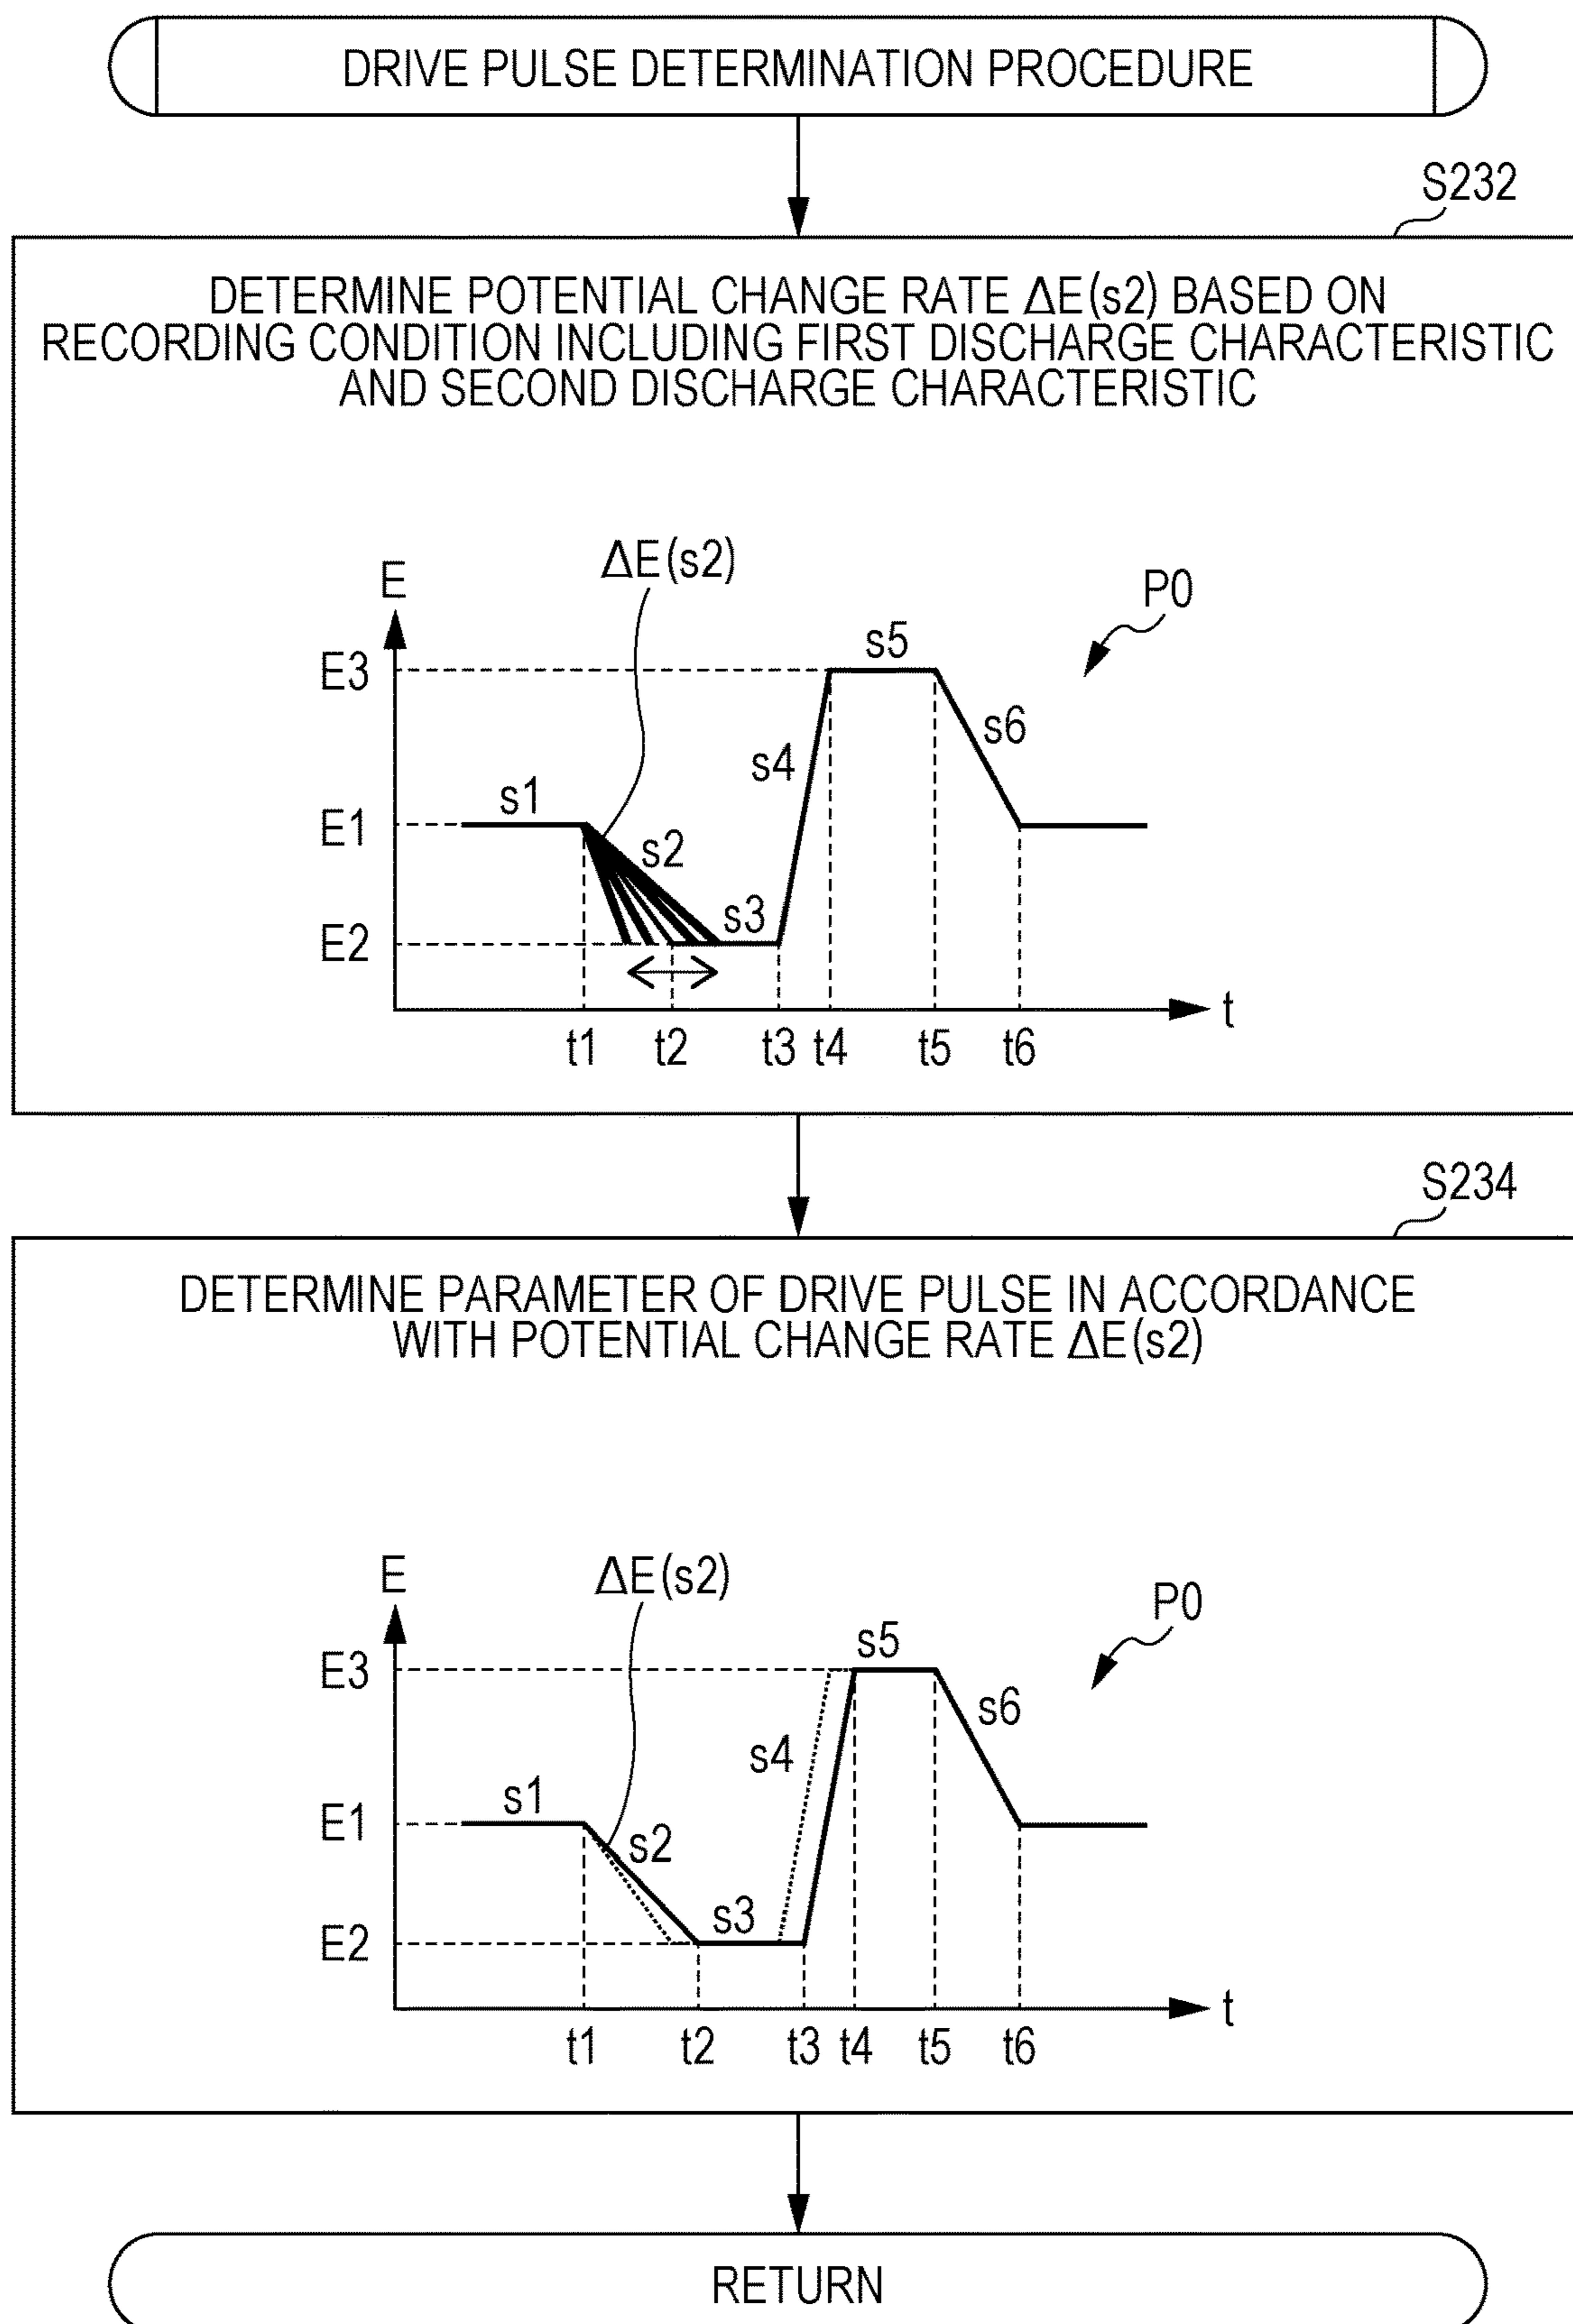 DRIVE PULSE DETERMINATION PROCEDURE
S232
DETERMINE POTENTIAL CHANGE RATE ΔE(s2) BASED ON
RECORDING CONDITION INCLUDING FIRST DISCHARGE CHARACTERISTIC
AND SECOND DISCHARGE CHARACTERISTIC
ΔE(s2)
E
P0
E3
s5
s6
s4
s1
E1
s2
s3
E2
t
t1 t2 t3 t4 t5 t6
S234
DETERMINE PARAMETER OF DRIVE PULSE IN ACCORDANCE
WITH POTENTIAL CHANGE RATE ΔE(s2)
ΔE(s2)
E
P0
s5
E3
s6
s4
s1
E1
s2
s3
E2
t
t1 t2 t3 t4 t5 t6
RETURN